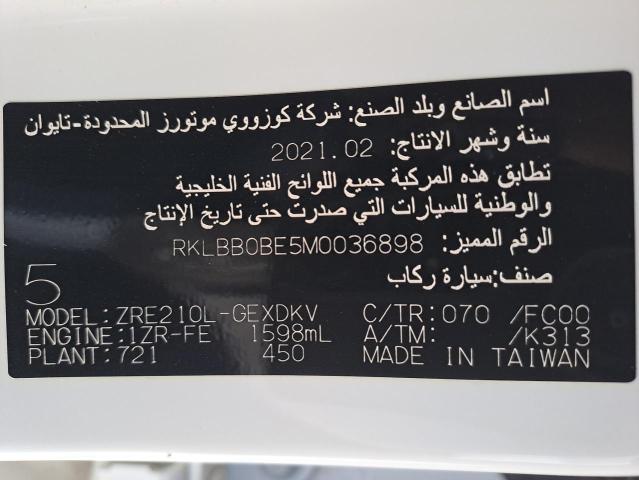 اسم الصانع وبلد الصنع: شركة كوزووي موتورز المحدودة-تايوان
سنة وشهر الانتاج: 2021.02
تطابق هذه المركبة جميع اللوائح الفنية الخليجية
والوطنية للسيارات التي صدرت حتى تاريخ الإنتاج
الرقم المميز: RKLBB0BE5M0036898
صنف:سيارة ركاب
5
MODEL:ZRE210L-GEXDKV C/TR:070 /FC00
ENGINE:1ZR-FE 1598mL A/TM: /K313
PLANT:721 450 MADE IN TAIWAN